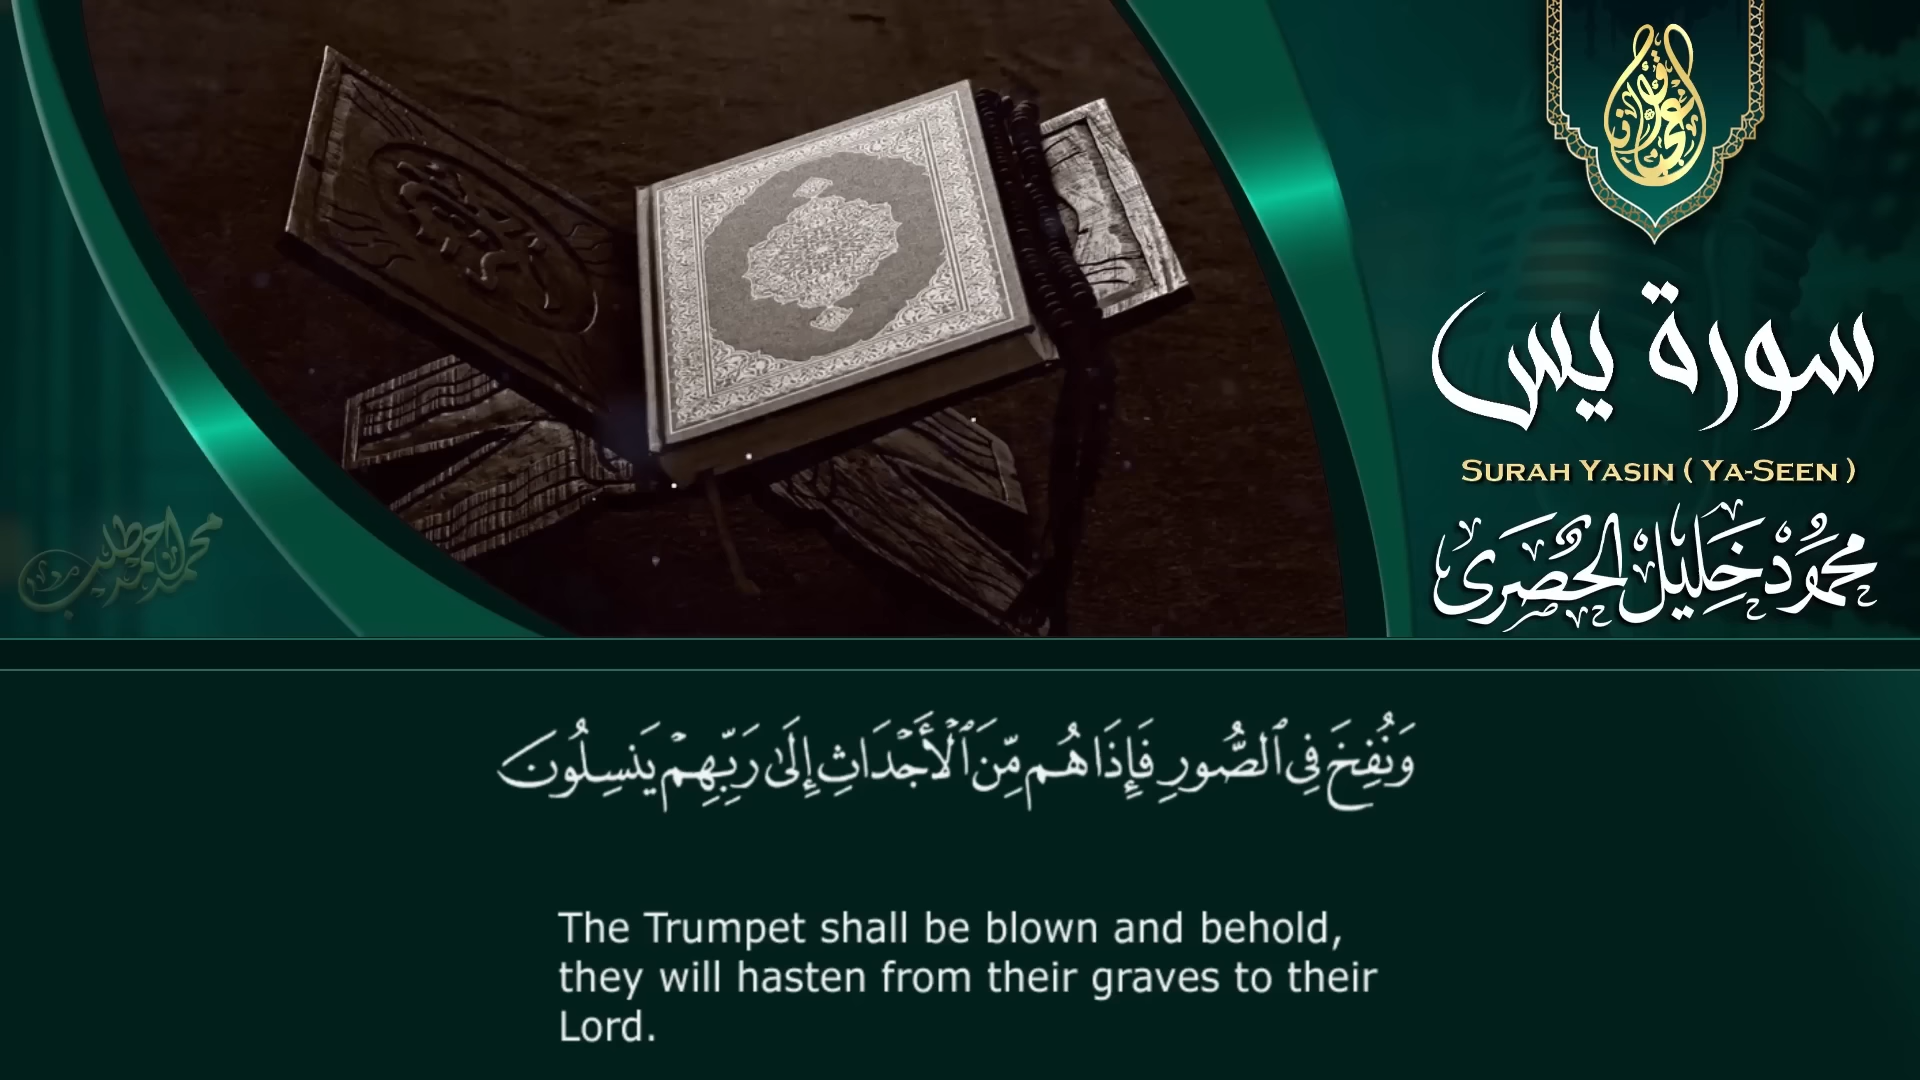 سورة يس
SURAH YASIN ( YA-SEEN )
محمود خليل الحصرى
وَنُفِخَ فِى ٱلصُّورِ فَإِذَا هُم مِّنَ ٱلْأَجْدَاثِ إِلَىٰ رَبِّهِمْ يَنسِلُونَ
The Trumpet shall be blown and behold,
they will hasten from their graves to their
Lord.